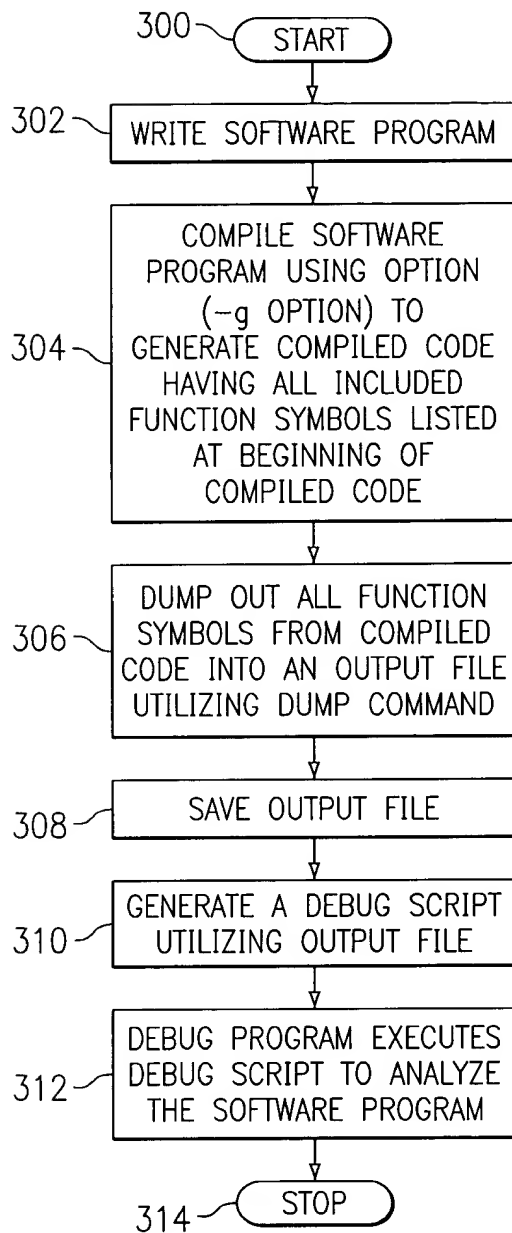 300
START
302
WRITE SOFTWARE PROGRAM
304
COMPILE SOFTWARE
PROGRAM USING OPTION
(-g OPTION) TO
GENERATE COMPILED CODE
HAVING ALL INCLUDED
FUNCTION SYMBOLS LISTED
AT BEGINNING OF
COMPILED CODE
306
DUMP OUT ALL FUNCTION
SYMBOLS FROM COMPILED
CODE INTO AN OUTPUT FILE
UTILIZING DUMP COMMAND
308
SAVE OUTPUT FILE
310
GENERATE A DEBUG SCRIPT
UTILIZING OUTPUT FILE
312
DEBUG PROGRAM EXECUTES
DEBUG SCRIPT TO ANALYZE
THE SOFTWARE PROGRAM
314
STOP